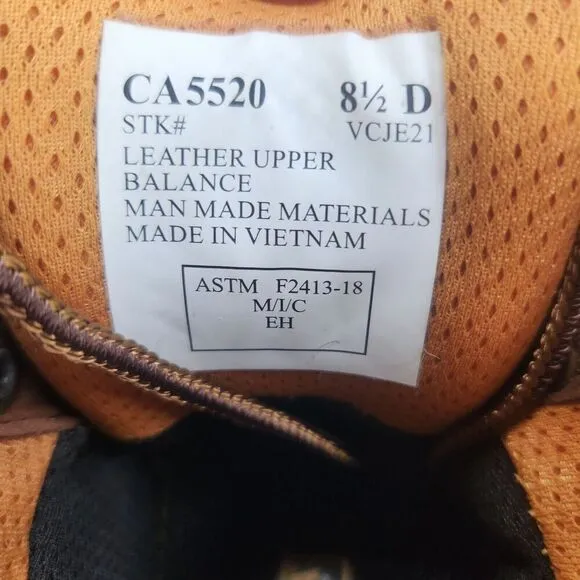 CA5520 8½ D
STK# VCJE21
LEATHER UPPER
BALANCE
MAN MADE MATERIALS
MADE IN VIETNAM
ASTM F2413-18
M/I/C
EH